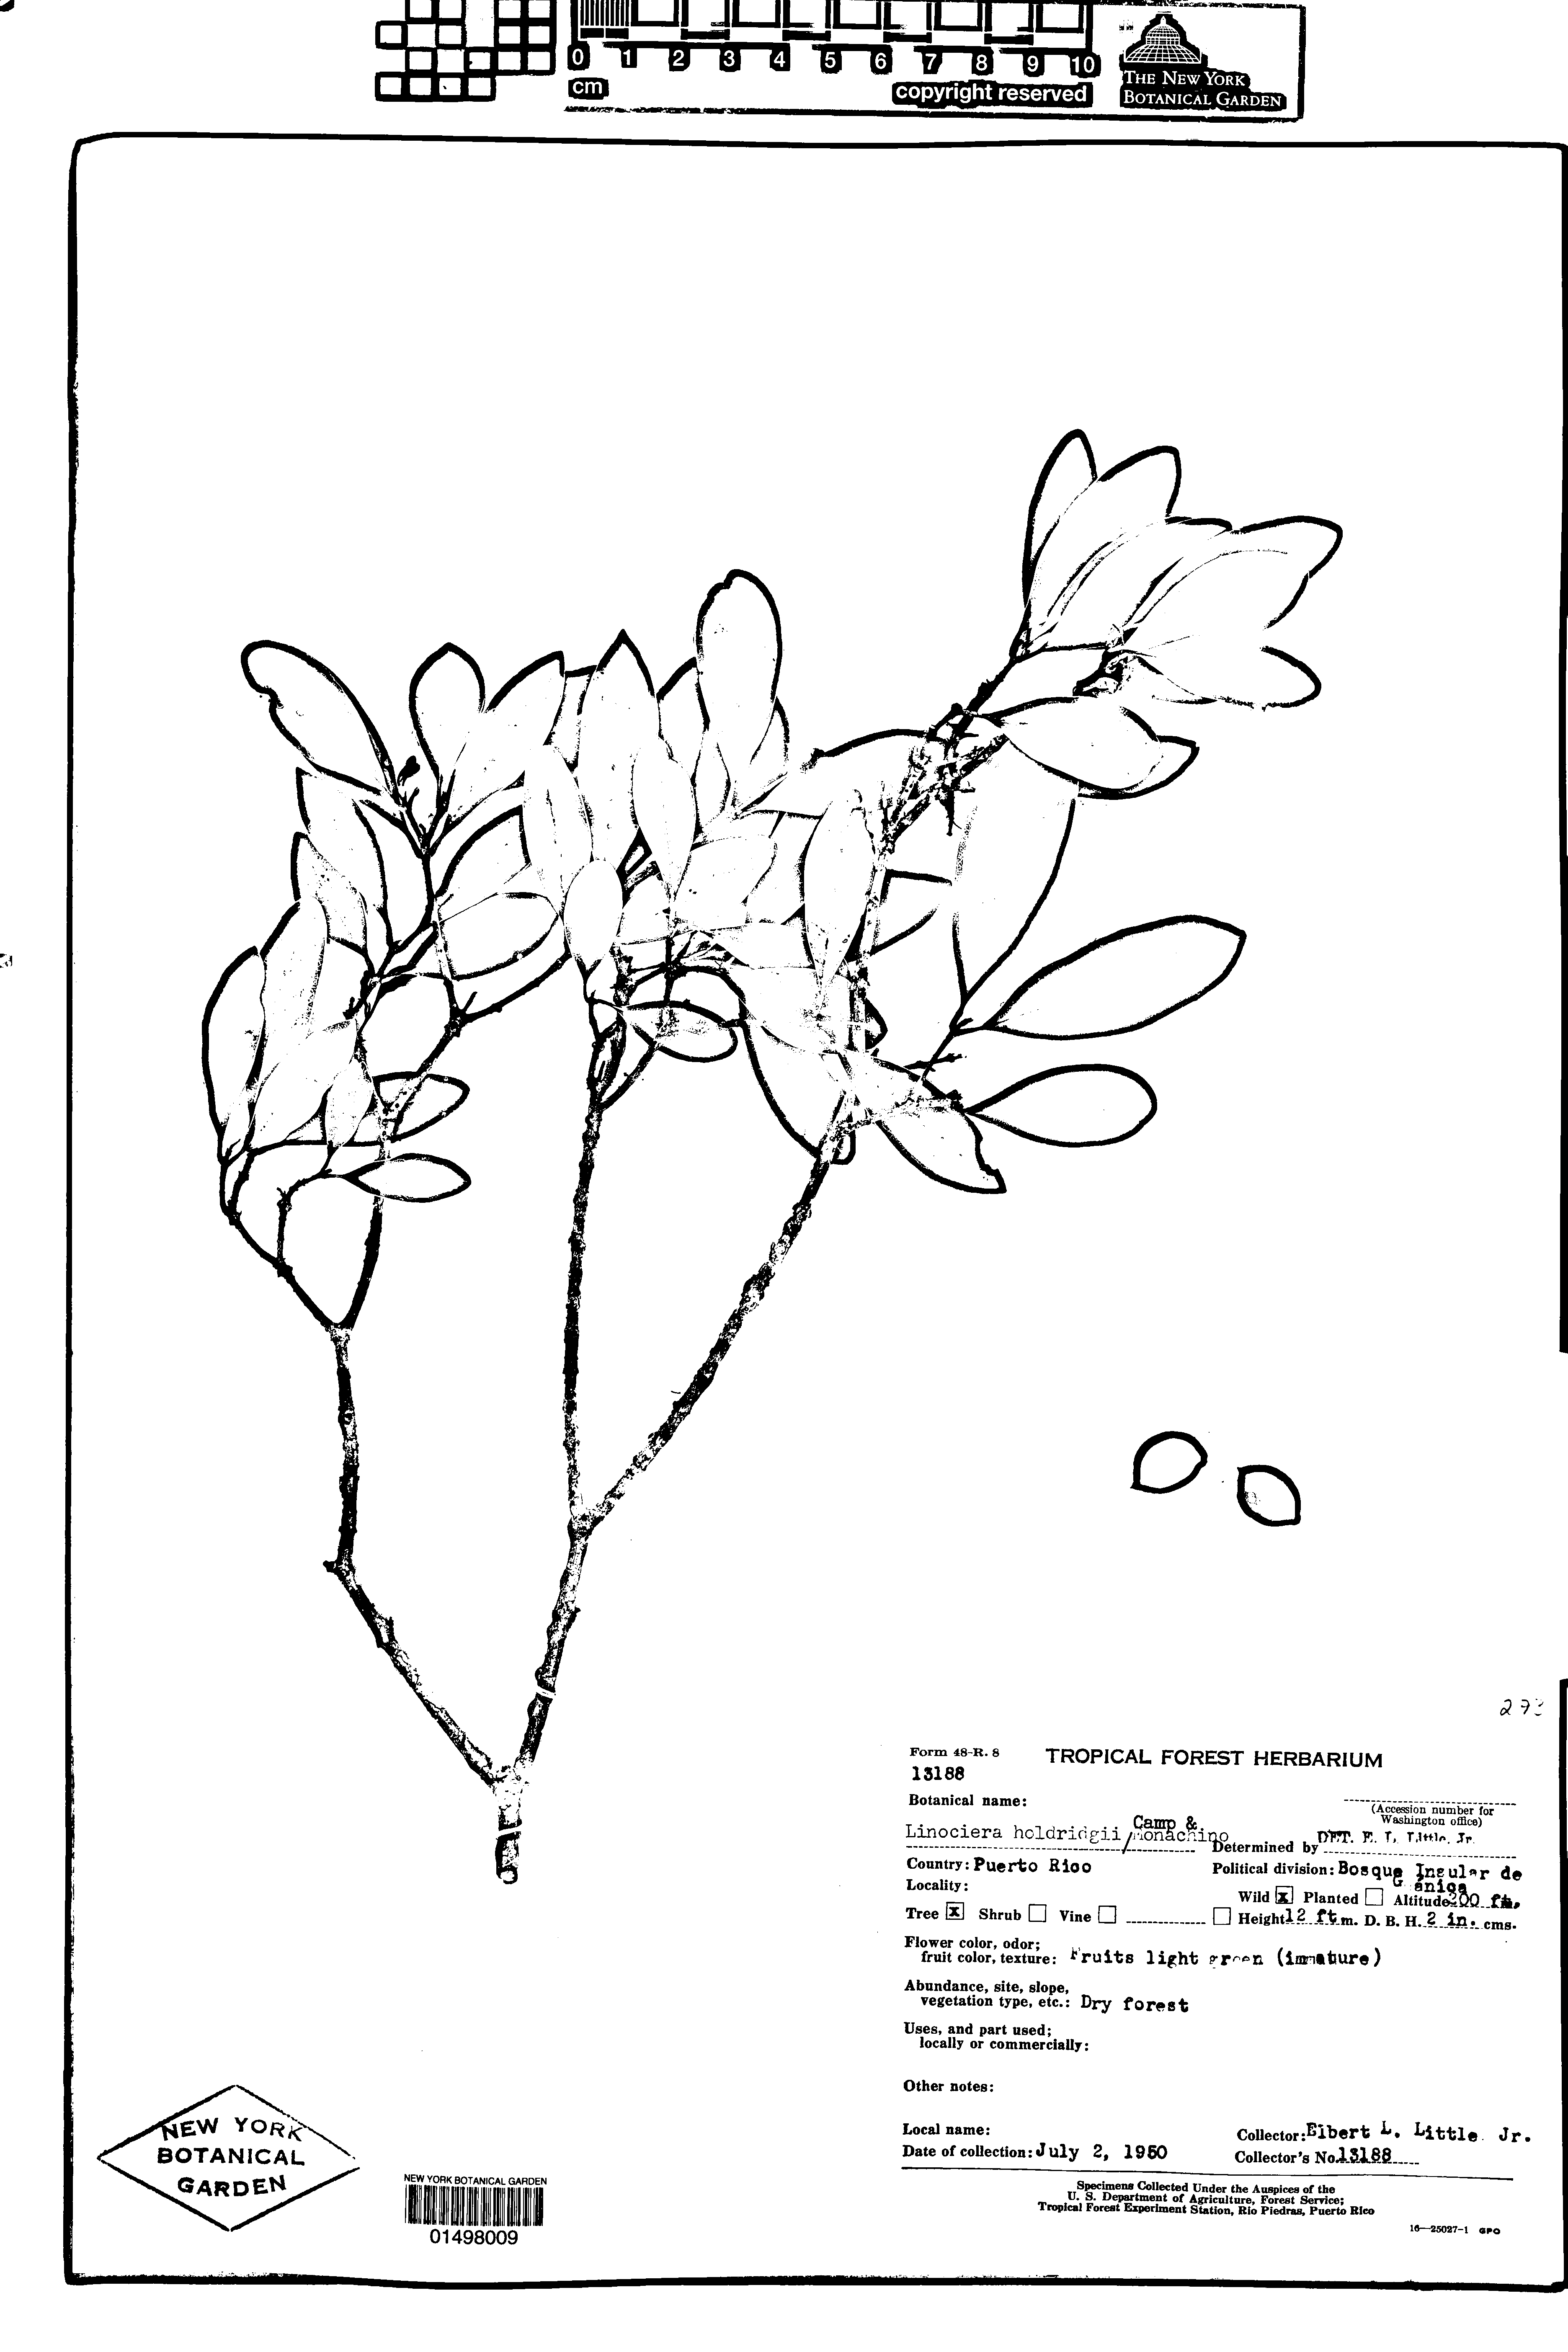 0 1 2 3 4 5 6 7 8 9 10
cm
copyright reserved
THE NEW YORK
BOTANICAL GARDEN
Form 48-R. 8
TROPICAL FOREST HERBARIUM
13188
Botanical name:
(Accession number for
Washington office)
Linociera holdridgii / Camp &
Monachino
Determined by DET. E. L. Little, Jr.
Country: Puerto Rico
Political division: Bosque Insular de
Locality:
Wild x Planted Altitude 200 ft.
Tree x Shrub Vine Height 12 ft m. D. B. H. 2 in. cms.
Flower color, odor;
fruit color, texture: Fruits light green (immature)
Abundance, site, slope,
vegetation type, etc.: Dry forest
Uses, and part used;
locally or commercially:
Other notes:
Local name:
Collector: Elbert L. Little Jr.
Date of collection: July 2, 1950
Collector's No. 13188
Specimens Collected Under the Auspices of the
U. S. Department of Agriculture, Forest Service;
Tropical Forest Experiment Station, Rio Piedras, Puerto Rico
16—25027-1 GPO
NEW YORK
BOTANICAL
GARDEN
NEW YORK BOTANICAL GARDEN
01498009